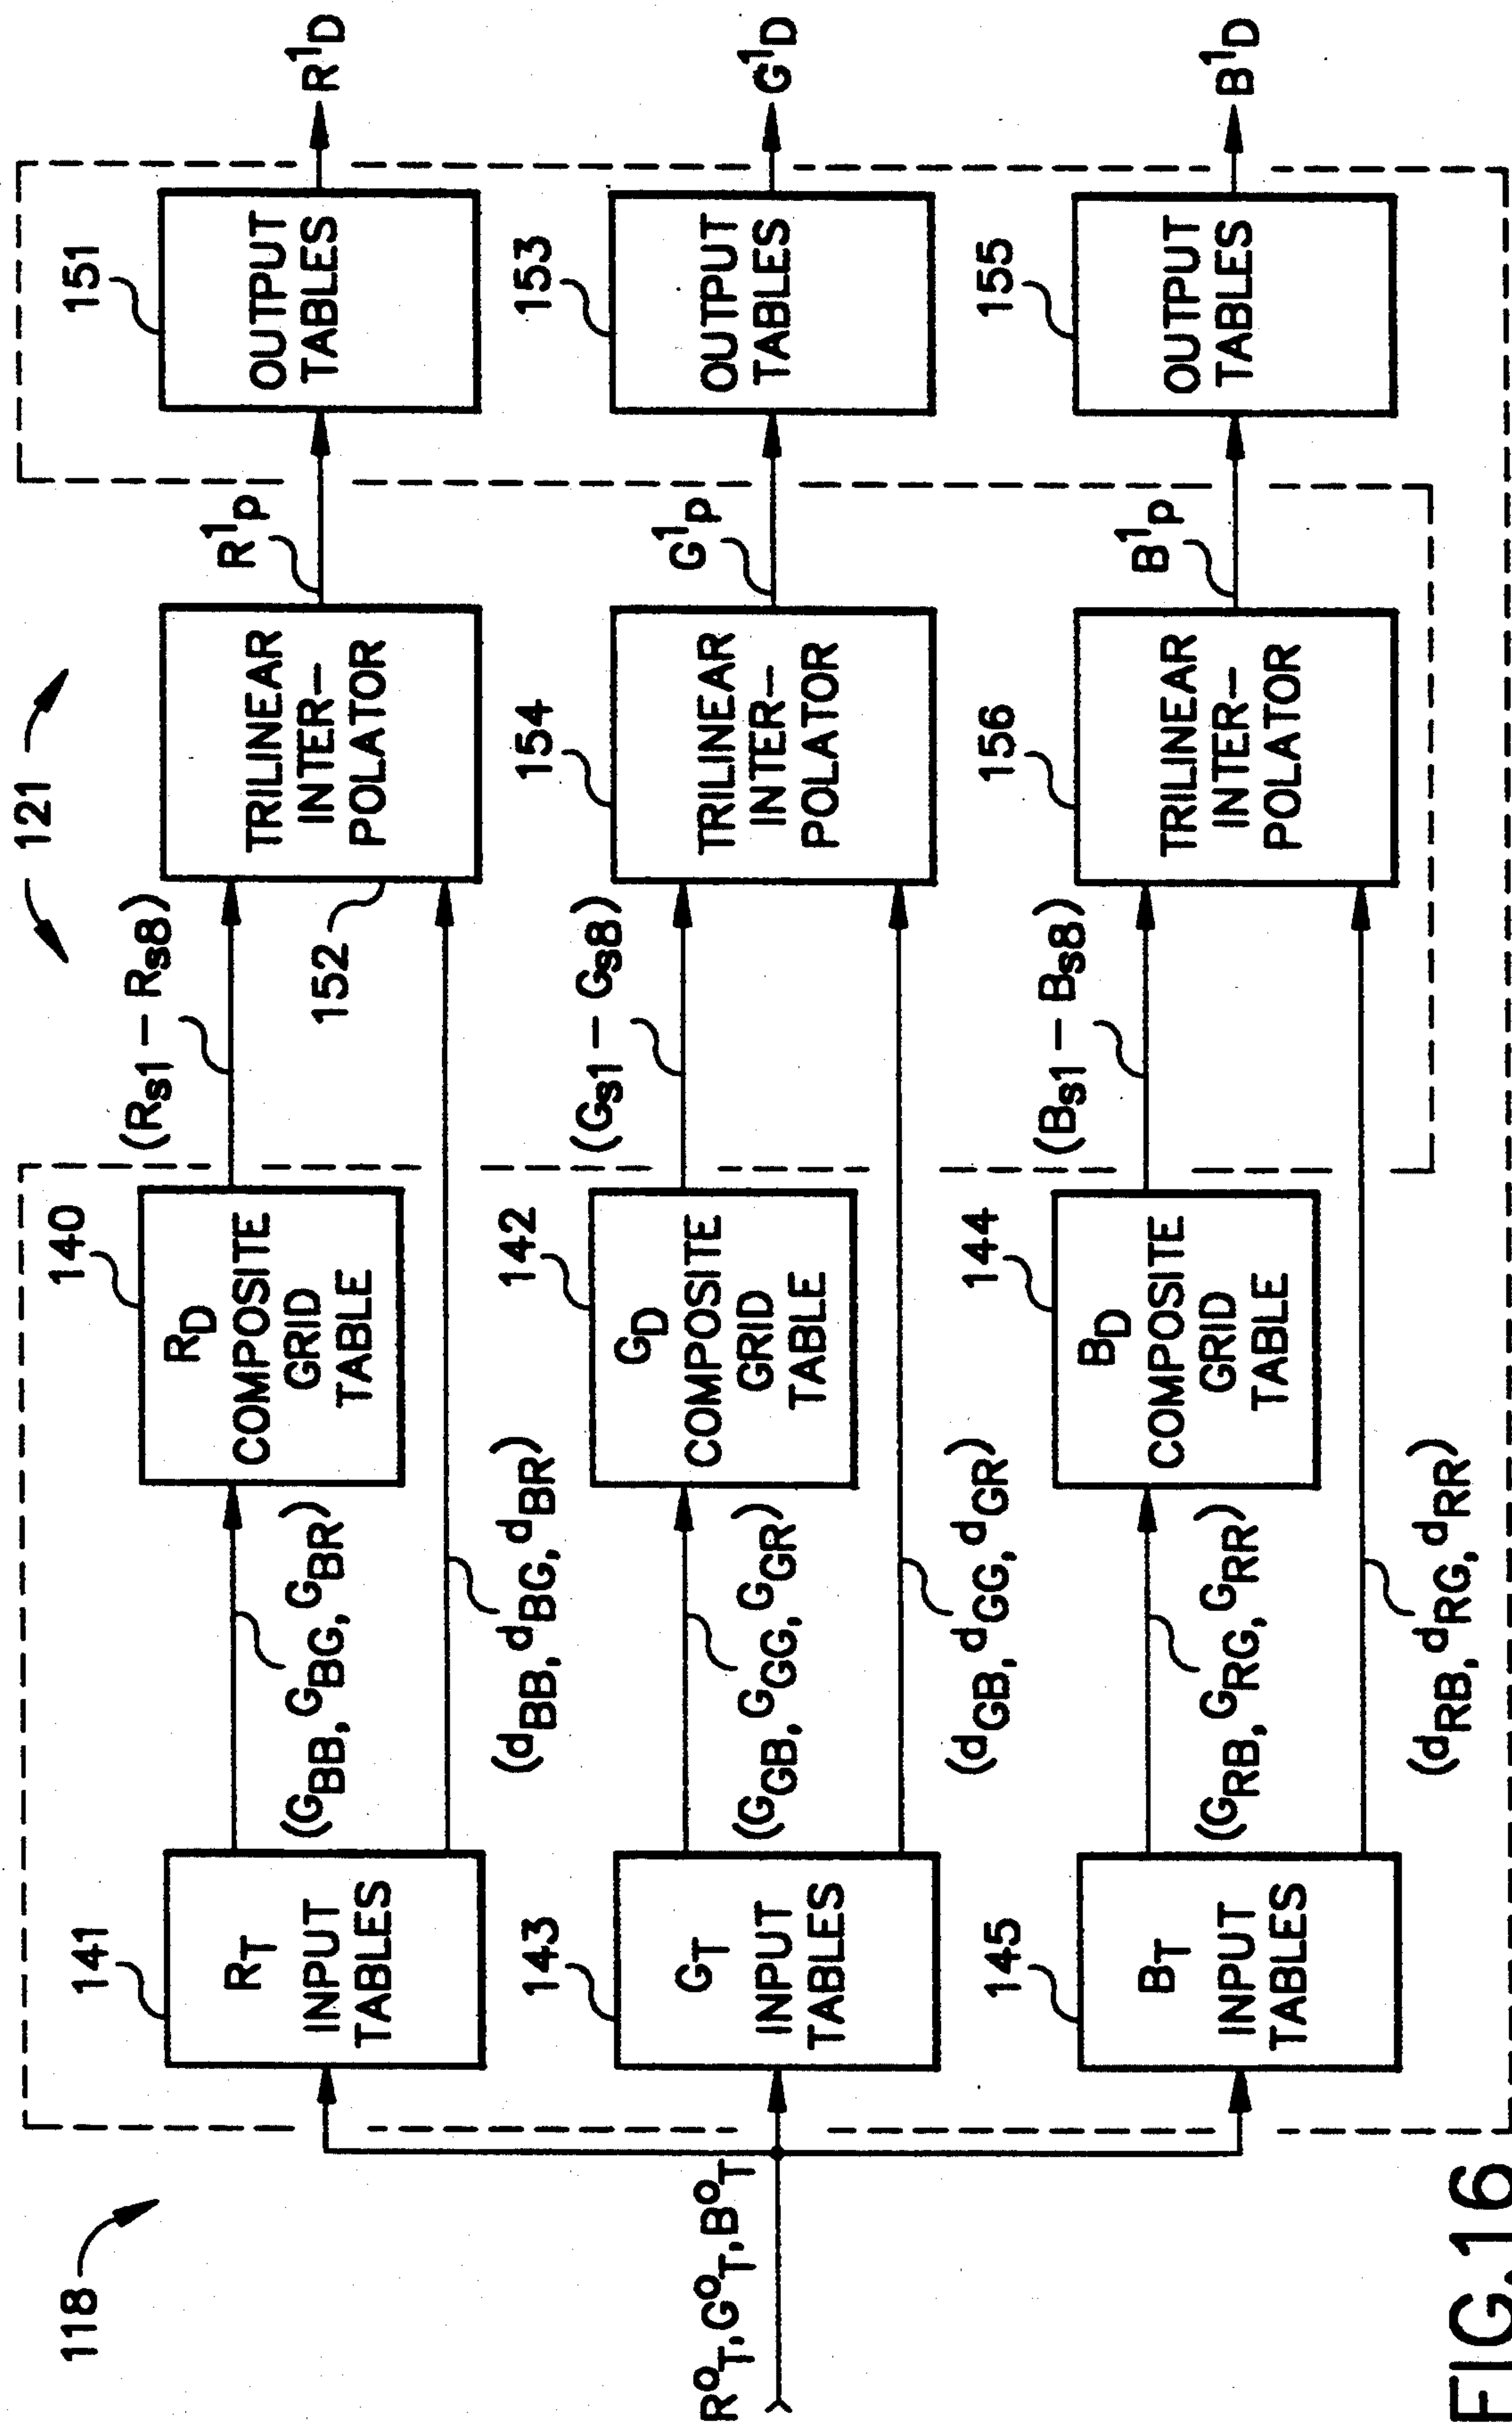 118
121
R⁰T, G⁰T, B⁰T
141
RT
INPUT
TABLES
(GBB, GBG, GBR)
(dBB, dBG, dBR)
140
RD
COMPOSITE
GRID
TABLE
(Rs1 – Rs8)
152
TRILINEAR
INTER–
POLATOR
R¹p
151
OUTPUT
TABLES
R¹D
143
GT
INPUT
TABLES
(GGB, GGG, GGR)
(dGB, dGG, dGR)
142
GD
COMPOSITE
GRID
TABLE
(Gs1 – Gs8)
154
TRILINEAR
INTER–
POLATOR
G¹p
153
OUTPUT
TABLES
G¹D
145
BT
INPUT
TABLES
(GRB, GRG, GRR)
(dRB, dRG, dRR)
144
BD
COMPOSITE
GRID
TABLE
(Bs1 – Bs8)
156
TRILINEAR
INTER–
POLATOR
B¹p
155
OUTPUT
TABLES
B¹D
FIG.16